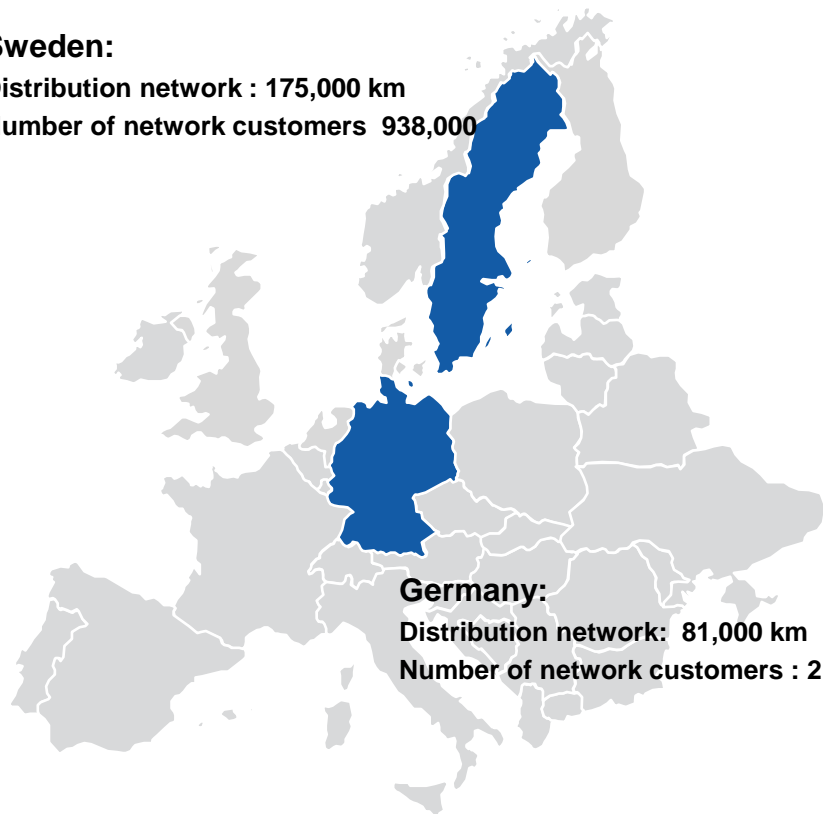 Sweden:
Distribution network : 175,000 km
Number of network customers 938,000
Germany:
Distribution network: 81,000 km
Number of network customers : 2